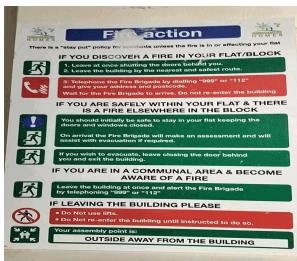 Fire action
There is a "stay put" policy for residents unless the fire is in or effecting your flat
IF YOU DISCOVER A FIRE IN YOUR FLAT/BLOCK
1. Leave at once shutting the doors behind you.
2. Leave the building by the nearest and safest route.
3. Telephone the Fire Brigade by dialling "999" or "112"
and give your address and postcode.
Wait for the Fire Brigade to arrive. Do not re-enter the building
IF YOU ARE SAFELY WITHIN YOUR FLAT & THERE
IS A FIRE ELSEWHERE IN THE BLOCK
You should initially be safe to stay in your flat keeping the
doors and windows closed.
On arrival the Fire Brigade will make an assessment and will
assist with evacuation if required.
If you wish to evacuate, leave closing the door behind
you and exit the building.
IF YOU ARE IN A COMMUNAL AREA & BECOME
AWARE OF A FIRE
Leave the building at once and alert the Fire Brigade
by telephoning "999" or "112"
IF LEAVING THE BUILDING PLEASE
• Do Not use lifts.
• Do Not re-enter the building until instructed to do so.
Your assembly point is:
OUTSIDE AWAY FROM THE BUILDING